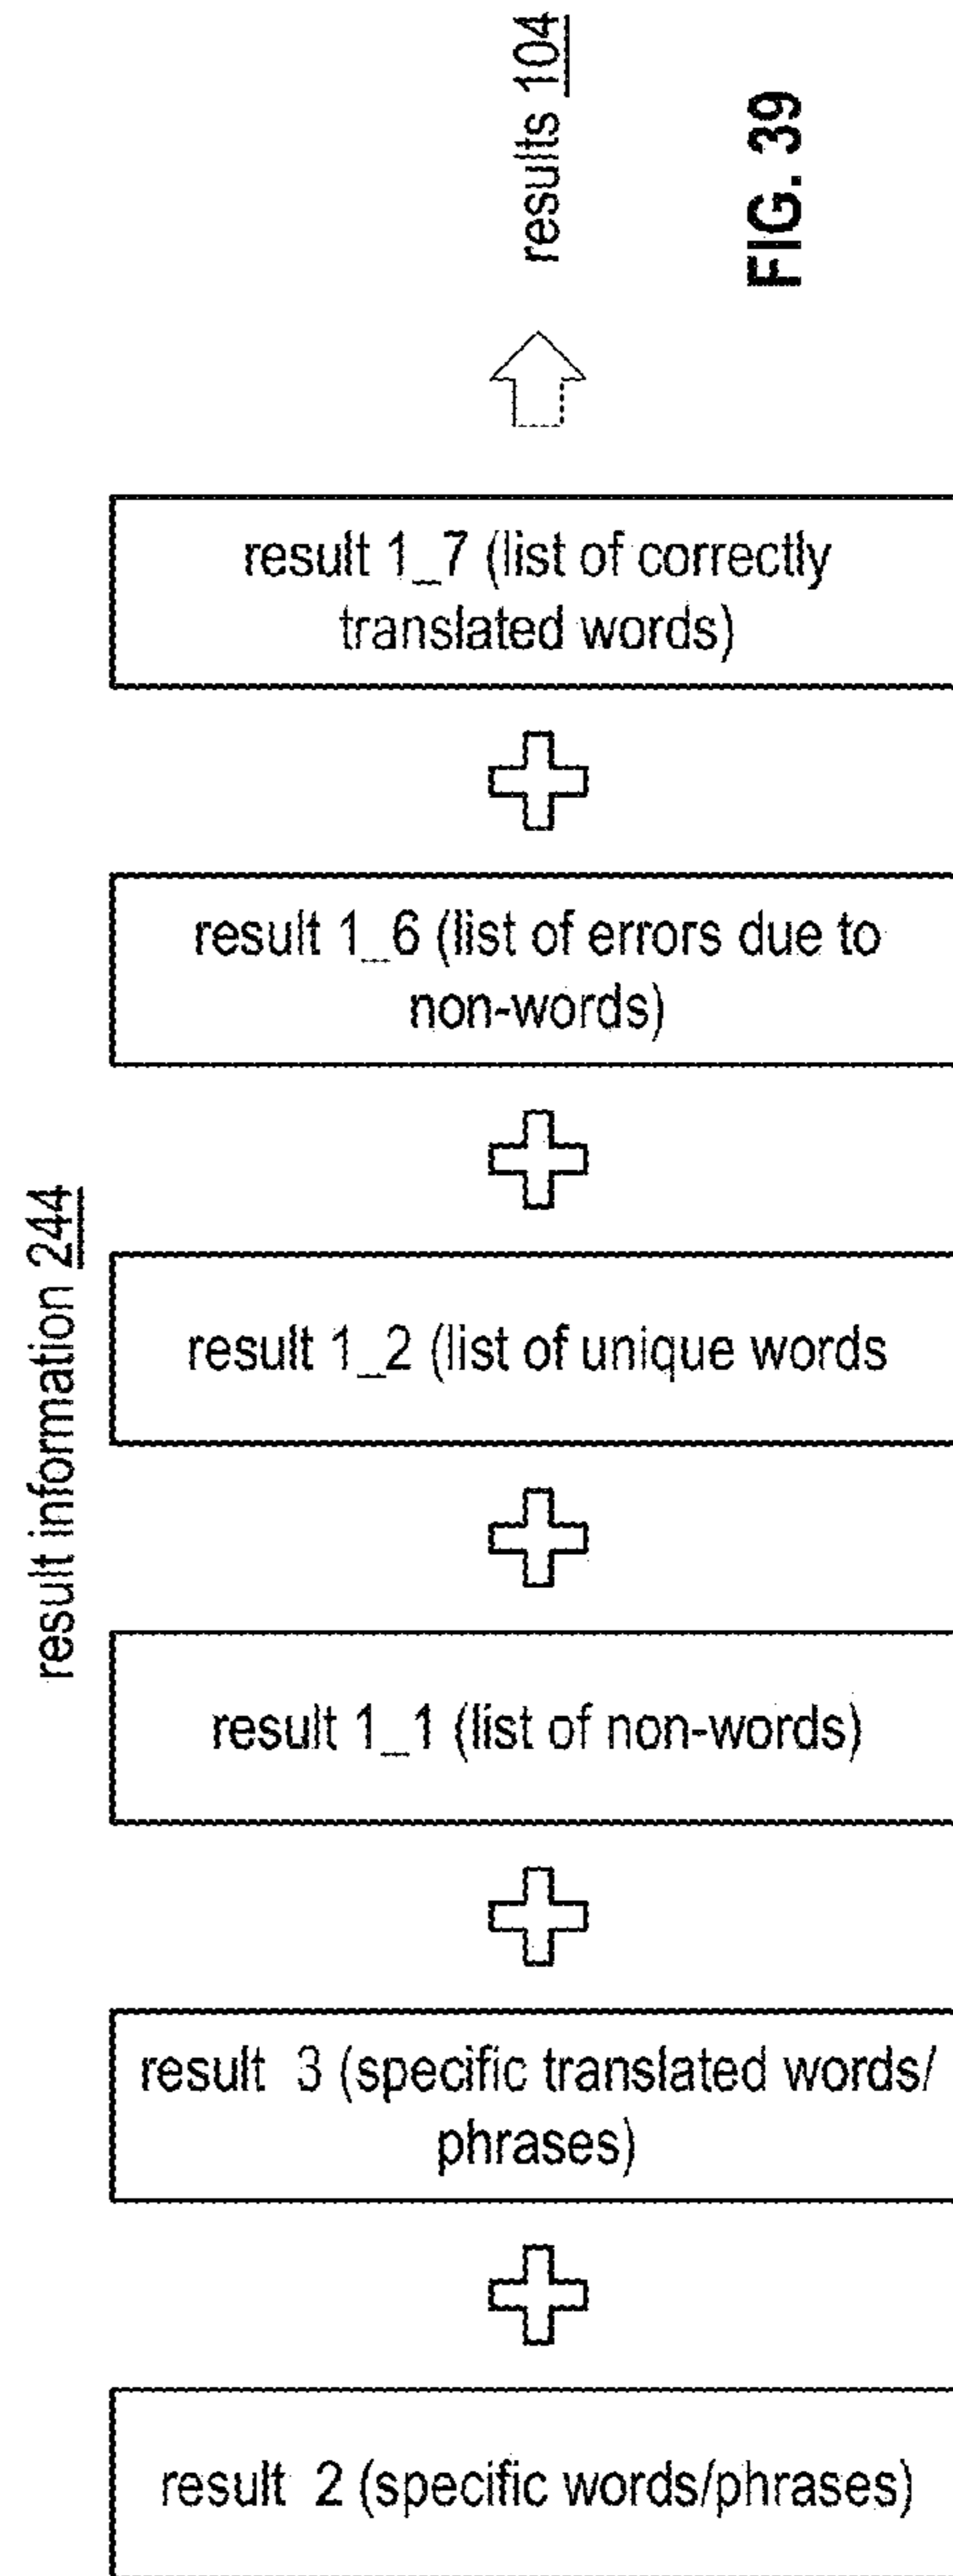 results 104
FIG. 39
result 1_7 (list of correctly
translated words)
result 1_6 (list of errors due to
non-words)
result information 244
result 1_2 (list of unique words
result 1_1 (list of non-words)
result 3 (specific translated words/
phrases)
result 2 (specific words/phrases)